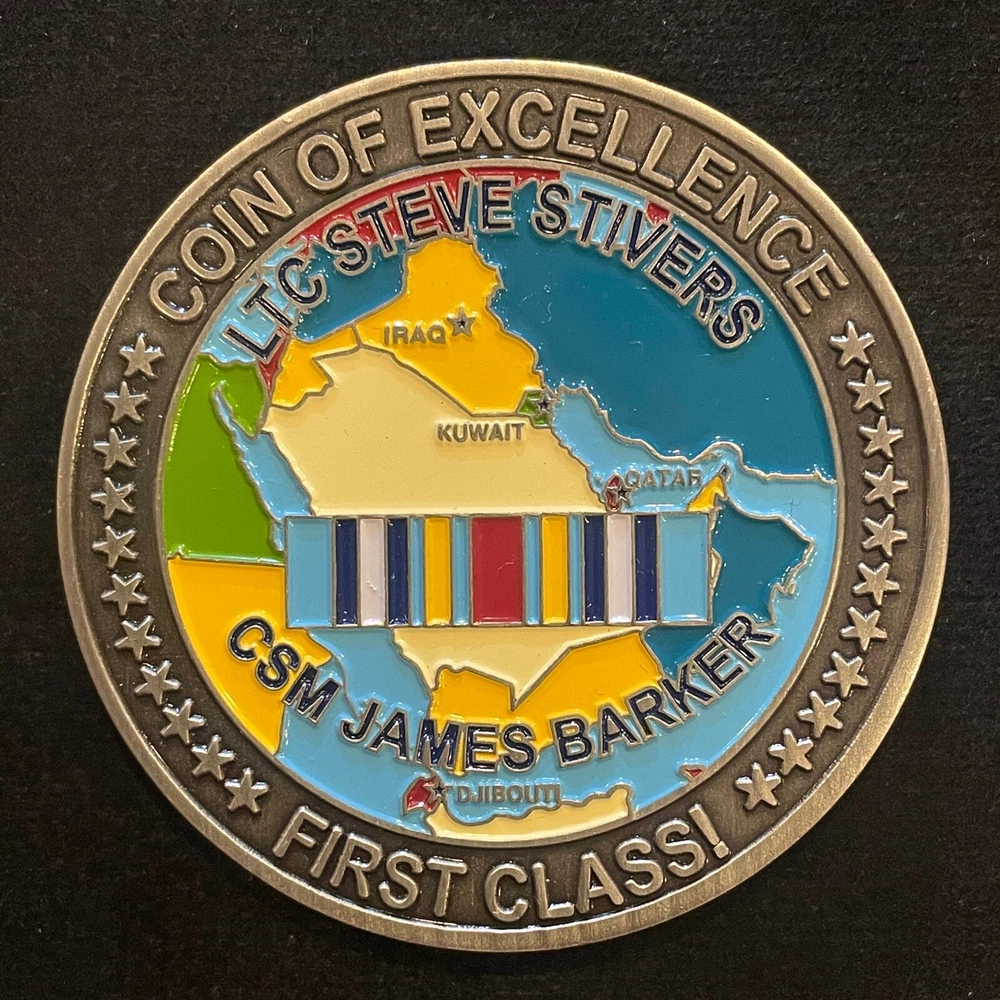 COIN OF EXCELLENCE
LTC STEVE STIVERS
IRAQ
KUWAIT
QATAR
CSM JAMES BARKER
DJIBOUTI
FIRST CLASS!